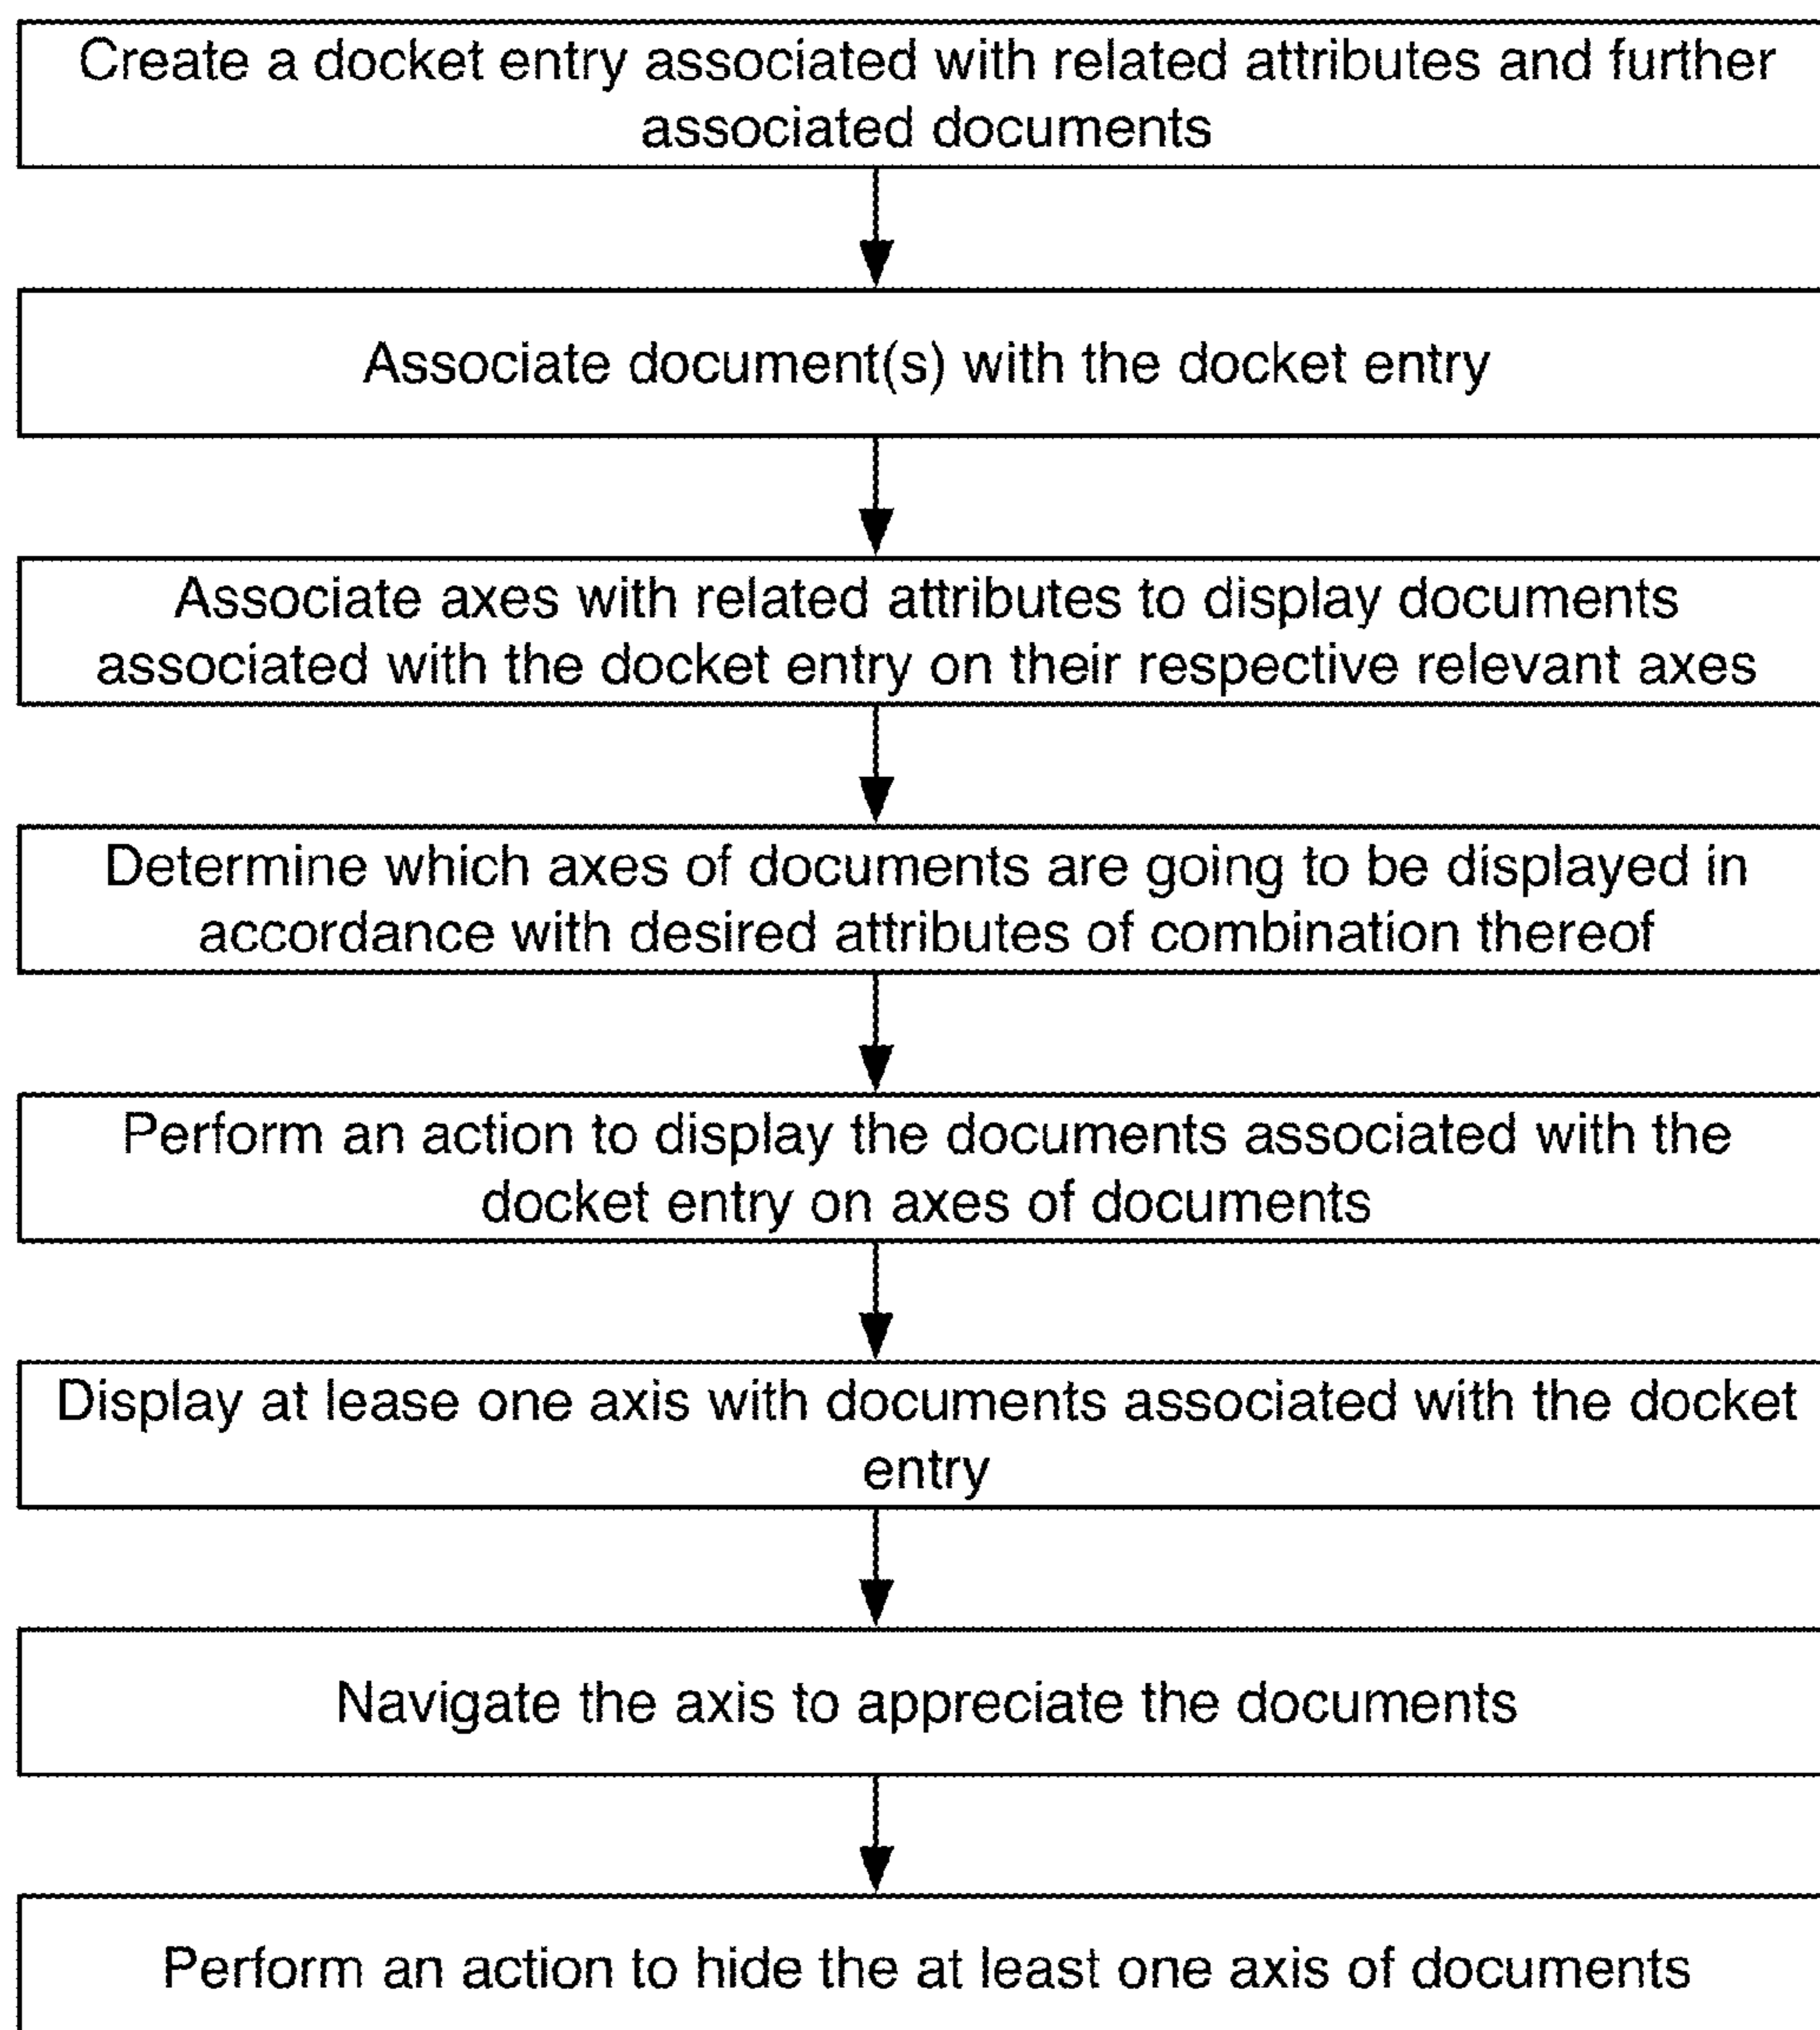 Create a docket entry associated with related attributes and further
associated documents
Associate document(s) with the docket entry
Associate axes with related attributes to display documents
associated with the docket entry on their respective relevant axes
Determine which axes of documents are going to be displayed in
accordance with desired attributes of combination thereof
Perform an action to display the documents associated with the
docket entry on axes of documents
Display at lease one axis with documents associated with the docket
entry
Navigate the axis to appreciate the documents
Perform an action to hide the at least one axis of documents